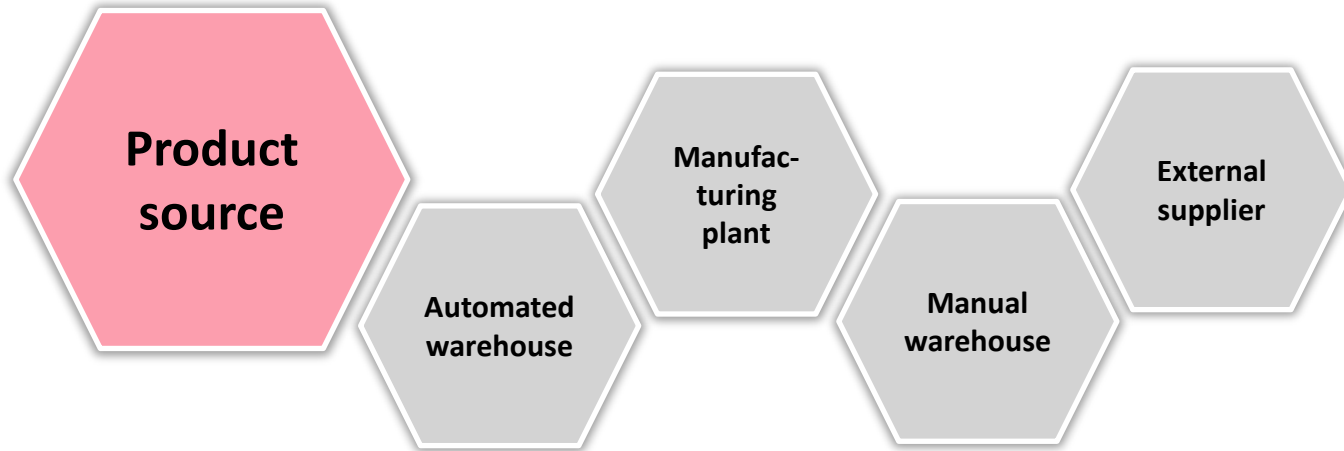 Product
source
Automated
warehouse
Manufac-
turing
plant
Manual
warehouse
External
supplier